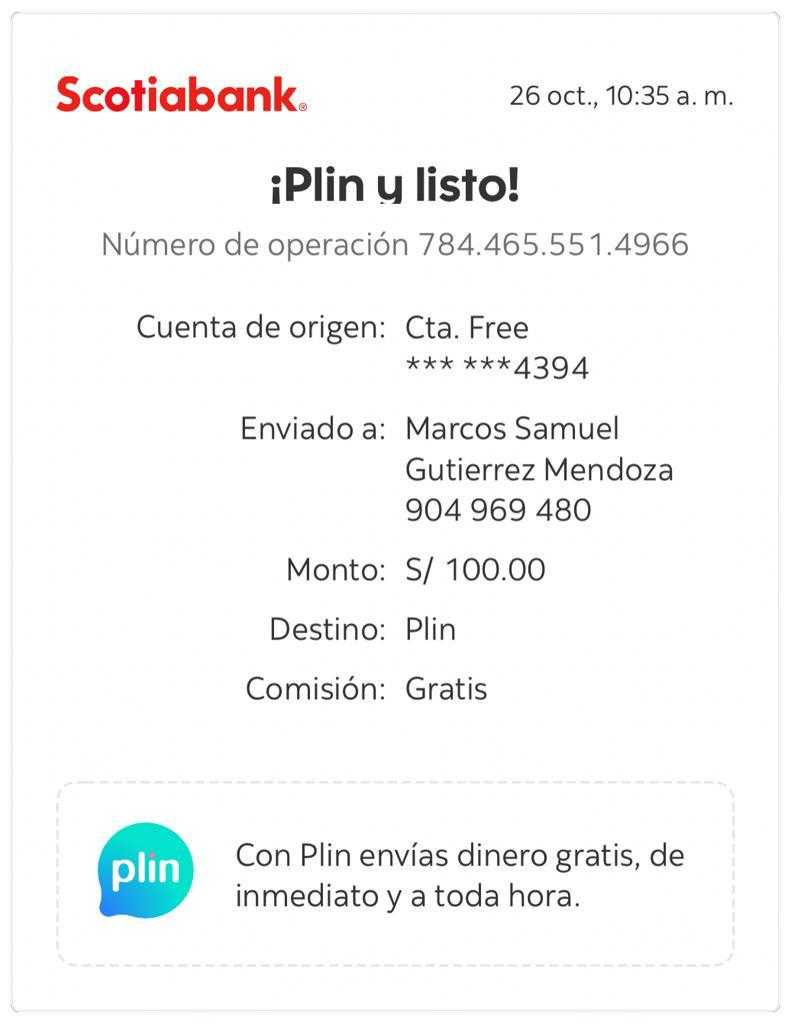 Scotiabank®
26 oct., 10:35 a. m.
¡Plin y listo!
Número de operación 784.465.551.4966
Cuenta de origen: Cta. Free
*** ***4394
Enviado a: Marcos Samuel
Gutierrez Mendoza
904 969 480
Monto: S/ 100.00
Destino: Plin
Comisión: Gratis
plin
Con Plin envías dinero gratis, de
inmediato y a toda hora.